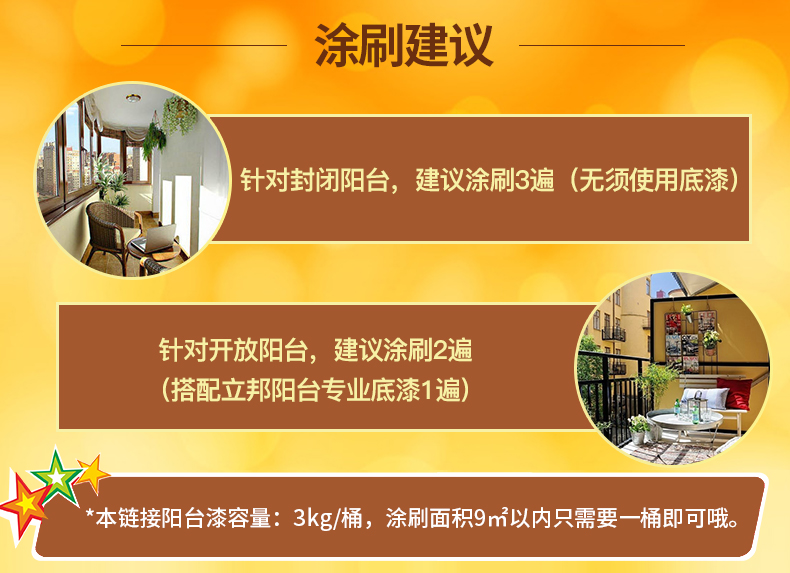 涂刷建议
针对封闭阳台，建议涂刷3遍（无须使用底漆）
针对开放阳台，建议涂刷2遍
（搭配立邦阳台专业底漆1遍）
*本链接阳台漆容量：3kg/桶，涂刷面积9㎡以内只需要一桶即可哦。